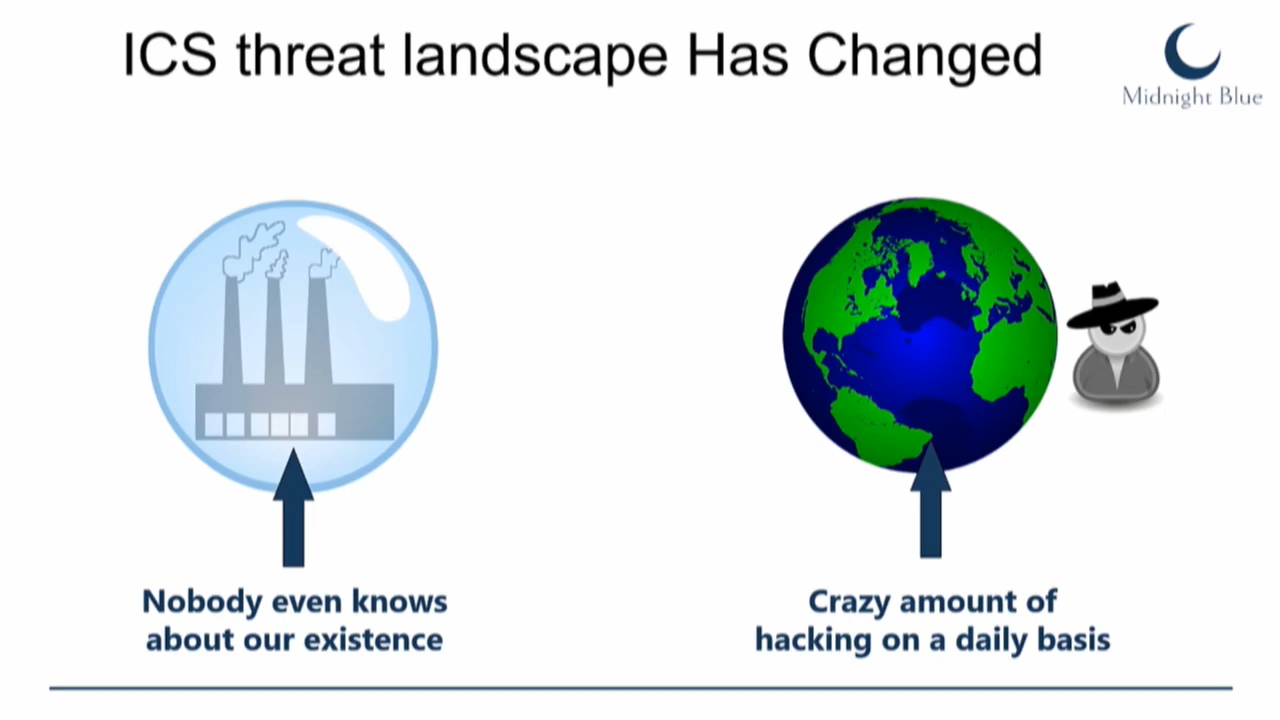 ICS threat landscape Has Changed
Midnight Blue
Nobody even knows
about our existence
Crazy amount of
hacking on a daily basis